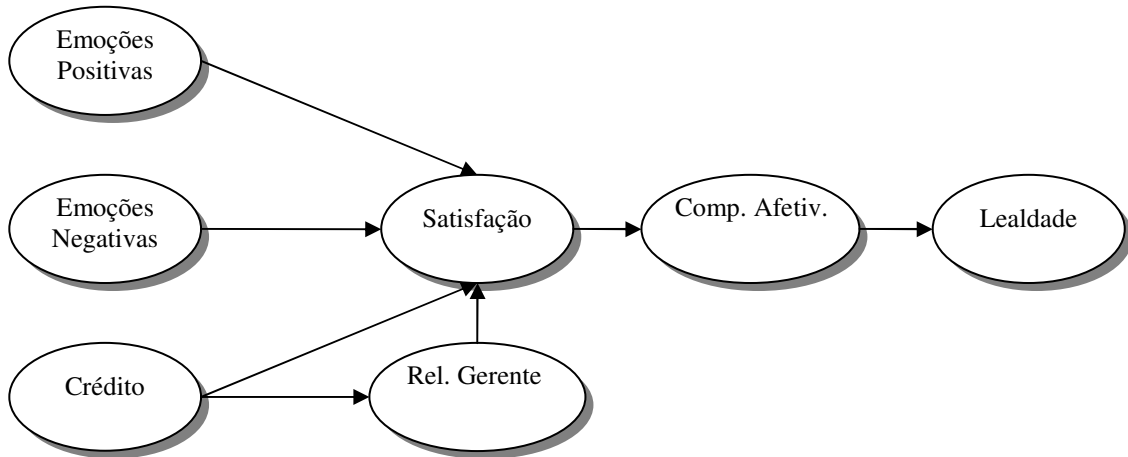 Emoções
Positivas
Emoções
Negativas
Satisfação
Comp. Afetiv.
Lealdade
Crédito
Rel. Gerente